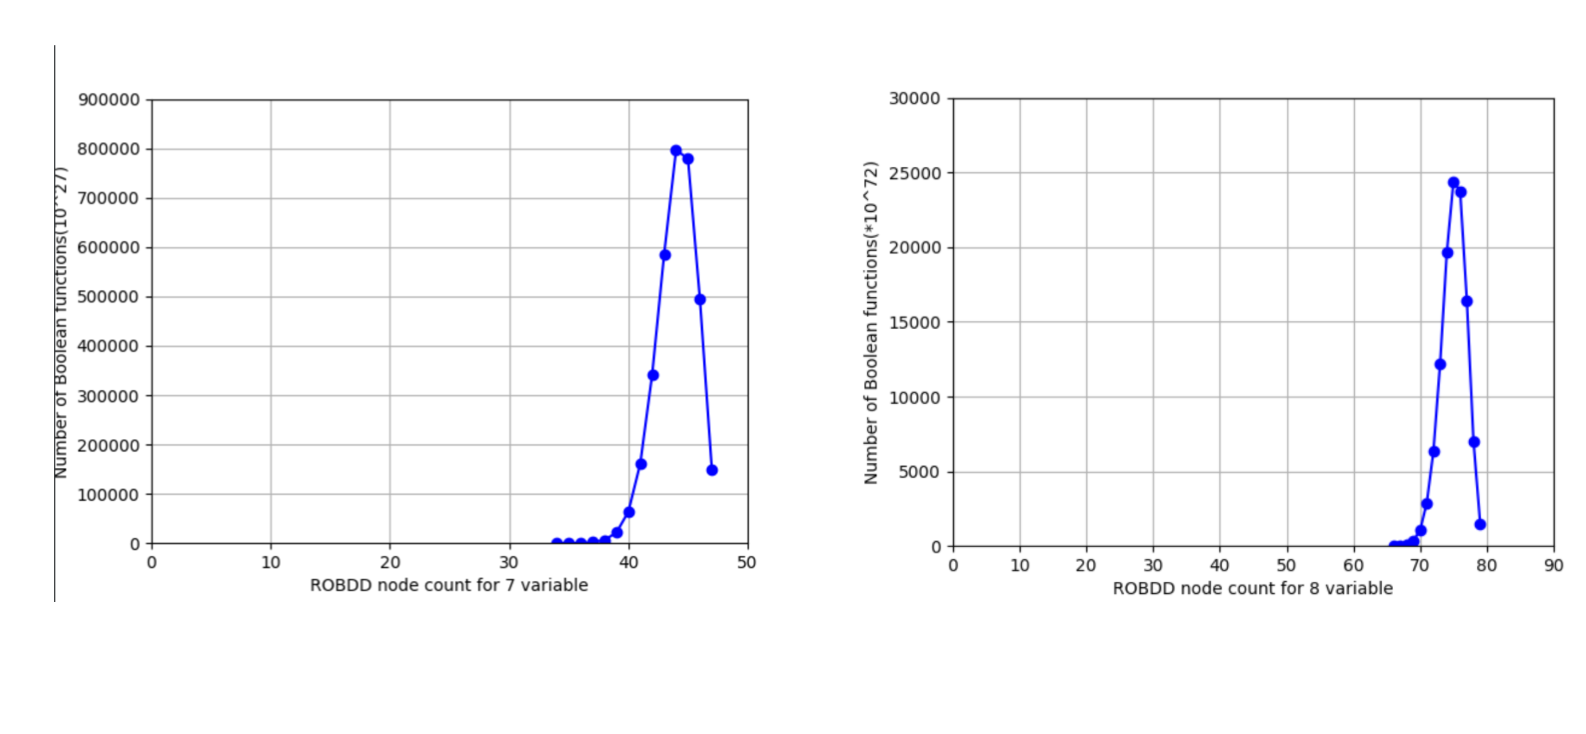 Number of Boolean functions(10^27)
900000
800000
700000
600000
500000
400000
300000
200000
100000
0
0 10 20 30 40 50
ROBDD node count for 7 variable
Number of Boolean functions(*10^72)
30000
25000
20000
15000
10000
5000
0
0 10 20 30 40 50 60 70 80 90
ROBDD node count for 8 variable